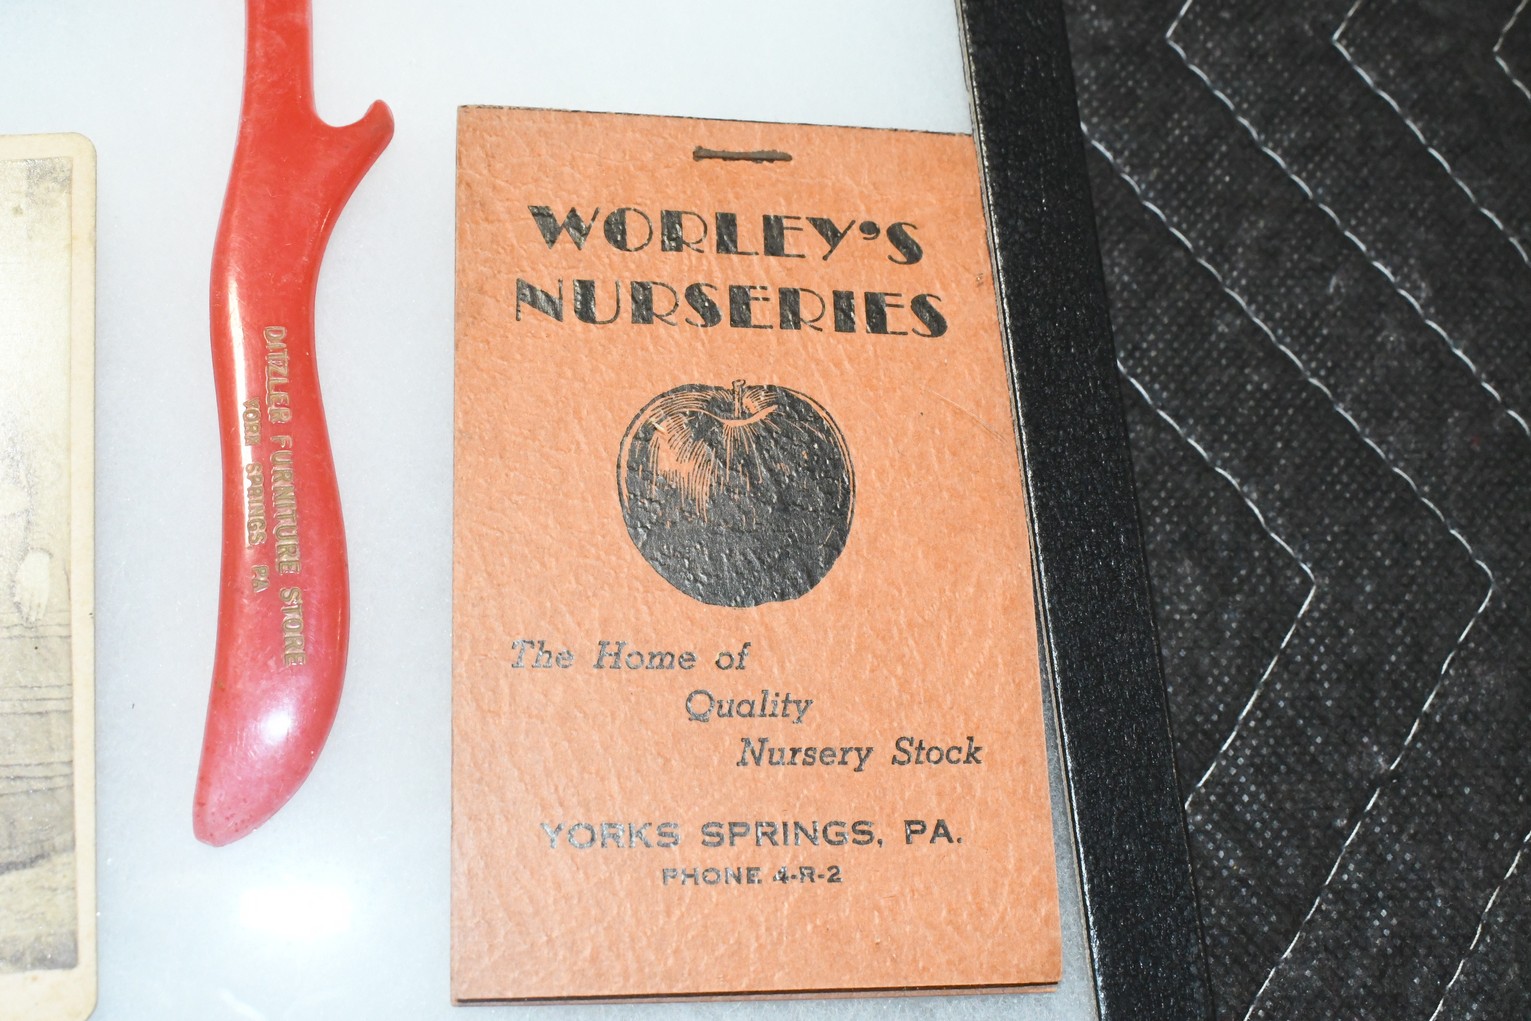 DITZLER FURNITURE STORE
YORK SPRINGS PA
WORLEY'S
NURSERIES
The Home of
Quality
Nursery Stock
YORKS SPRINGS, PA.
PHONE 4-R-2